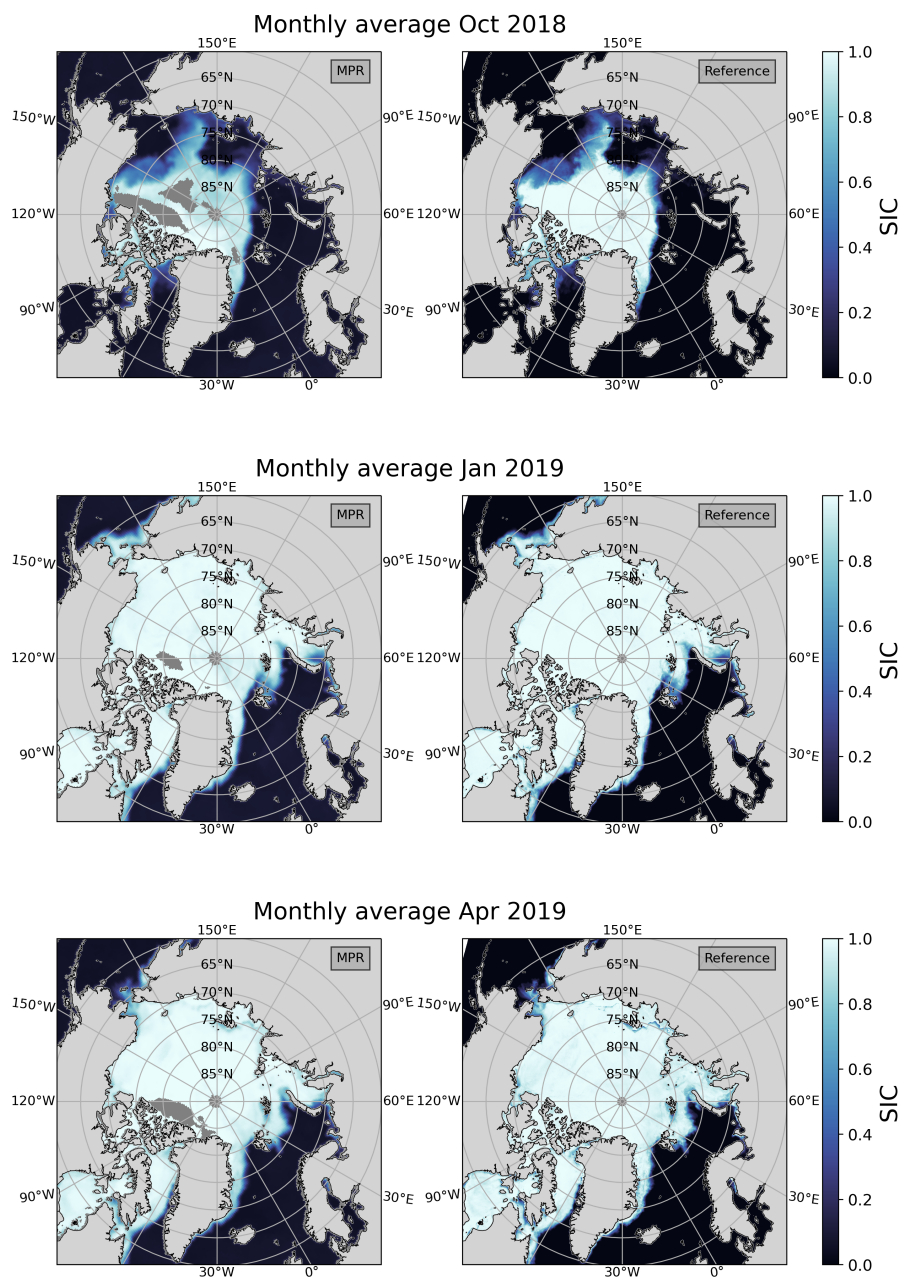 Monthly average Oct 2018
150°E 150°E
MPR Reference 1.0
65°N 65°N
70°N 70°N
150°W 90°E 150°W 90°E
75°N 75°N 0.8
80°N 80°N
85°N 85°N 0.6
120°W 60°E 120°W 60°E SIC
0.4
90°W 30°E 90°W 30°E
0.2
0.0
30°W 0° 30°W 0°
Monthly average Jan 2019
150°E 150°E
MPR Reference 1.0
65°N 65°N
70°N 70°N
150°W 90°E 150°W 90°E
75°N 75°N 0.8
80°N 80°N
85°N 85°N 0.6
120°W 60°E 120°W 60°E SIC
0.4
90°W 30°E 90°W 30°E
0.2
0.0
30°W 0° 30°W 0°
Monthly average Apr 2019
150°E 150°E
MPR Reference 1.0
65°N 65°N
70°N 70°N
150°W 90°E 150°W 90°E
75°N 75°N 0.8
80°N 80°N
85°N 85°N 0.6
120°W 60°E 120°W 60°E SIC
0.4
90°W 30°E 90°W 30°E
0.2
0.0
30°W 0° 30°W 0°